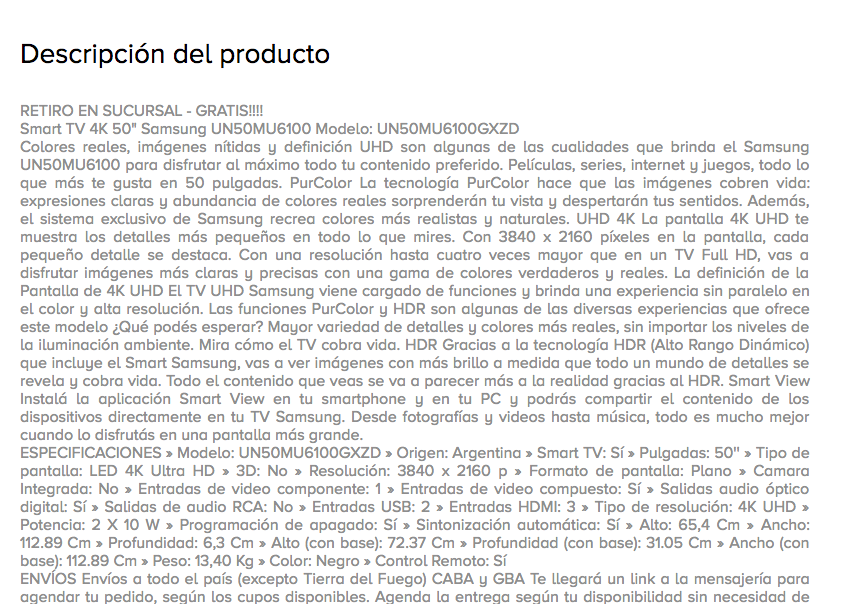 Descripción del producto
RETIRO EN SUCURSAL - GRATIS!!!!
Smart TV 4K 50" Samsung UN50MU6100 Modelo: UN50MU6100GXZD
Colores reales, imágenes nítidas y definición UHD son algunas de las cualidades que brinda el Samsung
UN50MU6100 para disfrutar al máximo todo tu contenido preferido. Películas, series, internet y juegos, todo lo
que más te gusta en 50 pulgadas. PurColor La tecnología PurColor hace que las imágenes cobren vida:
expresiones claras y abundancia de colores reales sorprenderán tu vista y despertarán tus sentidos. Además,
el sistema exclusivo de Samsung recrea colores más realistas y naturales. UHD 4K La pantalla 4K UHD te
muestra los detalles más pequeños en todo lo que mires. Con 3840 x 2160 píxeles en la pantalla, cada
pequeño detalle se destaca. Con una resolución hasta cuatro veces mayor que en un TV Full HD, vas a
disfrutar imágenes más claras y precisas con una gama de colores verdaderos y reales. La definición de la
Pantalla de 4K UHD El TV UHD Samsung viene cargado de funciones y brinda una experiencia sin paralelo en
el color y alta resolución. Las funciones PurColor y HDR son algunas de las diversas experiencias que ofrece
este modelo ¿Qué podés esperar? Mayor variedad de detalles y colores más reales, sin importar los niveles de
la iluminación ambiente. Mira cómo el TV cobra vida. HDR Gracias a la tecnología HDR (Alto Rango Dinámico)
que incluye el Smart Samsung, vas a ver imágenes con más brillo a medida que todo un mundo de detalles se
revela y cobra vida. Todo el contenido que veas se va a parecer más a la realidad gracias al HDR. Smart View
Instalá la aplicación Smart View en tu smartphone y en tu PC y podrás compartir el contenido de los
dispositivos directamente en tu TV Samsung. Desde fotografías y videos hasta música, todo es mucho mejor
cuando lo disfrutás en una pantalla más grande.
ESPECIFICACIONES » Modelo: UN50MU6100GXZD » Origen: Argentina » Smart TV: Sí » Pulgadas: 50" » Tipo de
pantalla: LED 4K Ultra HD » 3D: No » Resolución: 3840 x 2160 p » Formato de pantalla: Plano » Camara
Integrada: No » Entradas de video componente: 1 » Entradas de video compuesto: Sí » Salidas audio óptico
digital: Sí » Salidas de audio RCA: No » Entradas USB: 2 » Entradas HDMI: 3 » Tipo de resolución: 4K UHD »
Potencia: 2 X 10 W » Programación de apagado: Sí » Sintonización automática: Sí » Alto: 65,4 Cm » Ancho:
112.89 Cm » Profundidad: 6,3 Cm » Alto (con base): 72.37 Cm » Profundidad (con base): 31.05 Cm » Ancho (con
base): 112.89 Cm » Peso: 13,40 Kg » Color: Negro » Control Remoto: Sí
ENVÍOS Envíos a todo el país (excepto Tierra del Fuego) CABA y GBA Te llegará un link a la mensajería para
agendar tu pedido, según los cupos disponibles. Agenda la entrega según tu disponibilidad sin necesidad de